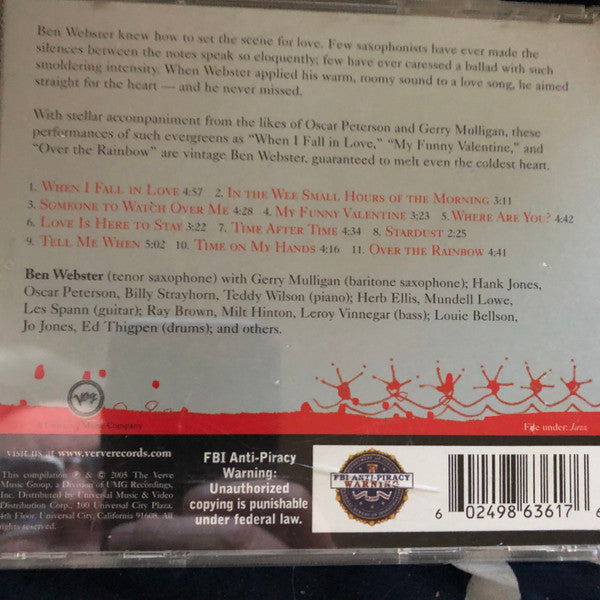 Ben Webster knew how to set the scene for love. Few saxophonists have ever made the
silences between the notes speak so eloquently; few have ever caressed a ballad with such
smoldering intensity. When Webster applied his warm, roomy sound to a love song, he aimed
straight for the heart — and he never missed.
With stellar accompaniment from the likes of Oscar Peterson and Gerry Mulligan, these
performances of such evergreens as “When I Fall in Love,” “My Funny Valentine,” and
“Over the Rainbow” are vintage Ben Webster, guaranteed to melt even the coldest heart.
1. When I Fall in Love 4:57 2. In the Wee Small Hours of the Morning 3:11
3. Someone to Watch Over Me 4:28 4. My Funny Valentine 3:23 5. Where Are You? 4:42
6. Love Is Here to Stay 3:22 7. Time After Time 4:34 8. Stardust 2:25
9. Tell Me When 5:02 10. Time on My Hands 4:16 11. Over the Rainbow 4:41
Ben Webster (tenor saxophone) with Gerry Mulligan (baritone saxophone); Hank Jones,
Oscar Peterson, Billy Strayhorn, Teddy Wilson (piano); Herb Ellis, Mundell Lowe,
Les Spann (guitar); Ray Brown, Milt Hinton, Leroy Vinnegar (bass); Louie Bellson,
Jo Jones, Ed Thigpen (drums); and others.
Verve
A Universal Music Company
File under: Jazz
visit us at www.ververecords.com
This compilation ℗ & © 2005 The Verve
Music Group, a Division of UMG Recordings,
Inc. Distributed by Universal Music & Video
Distribution Corp., 100 Universal City Plaza,
4th Floor, Universal City, California 91608. All
rights reserved.
FBI Anti-Piracy
Warning:
Unauthorized
copying is punishable
under federal law.
FBI ANTI-PIRACY
WARNING
6 02498 63617 6